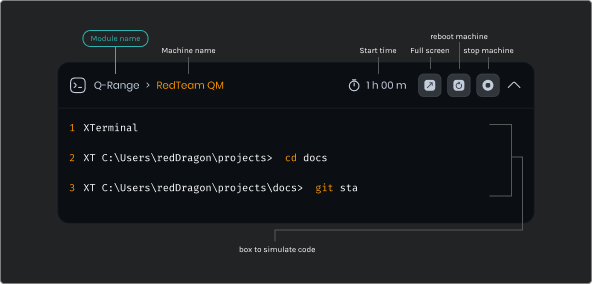 Module name
reboot machine
Machine name
Start time
Full screen
stop machine
Q-Range > RedTeam QM
1 h 00 m
1 XTerminal
2 XT C:\Users\redDragon\projects> cd docs
3 XT C:\Users\redDragon\projects\docs> git sta
box to simulate code